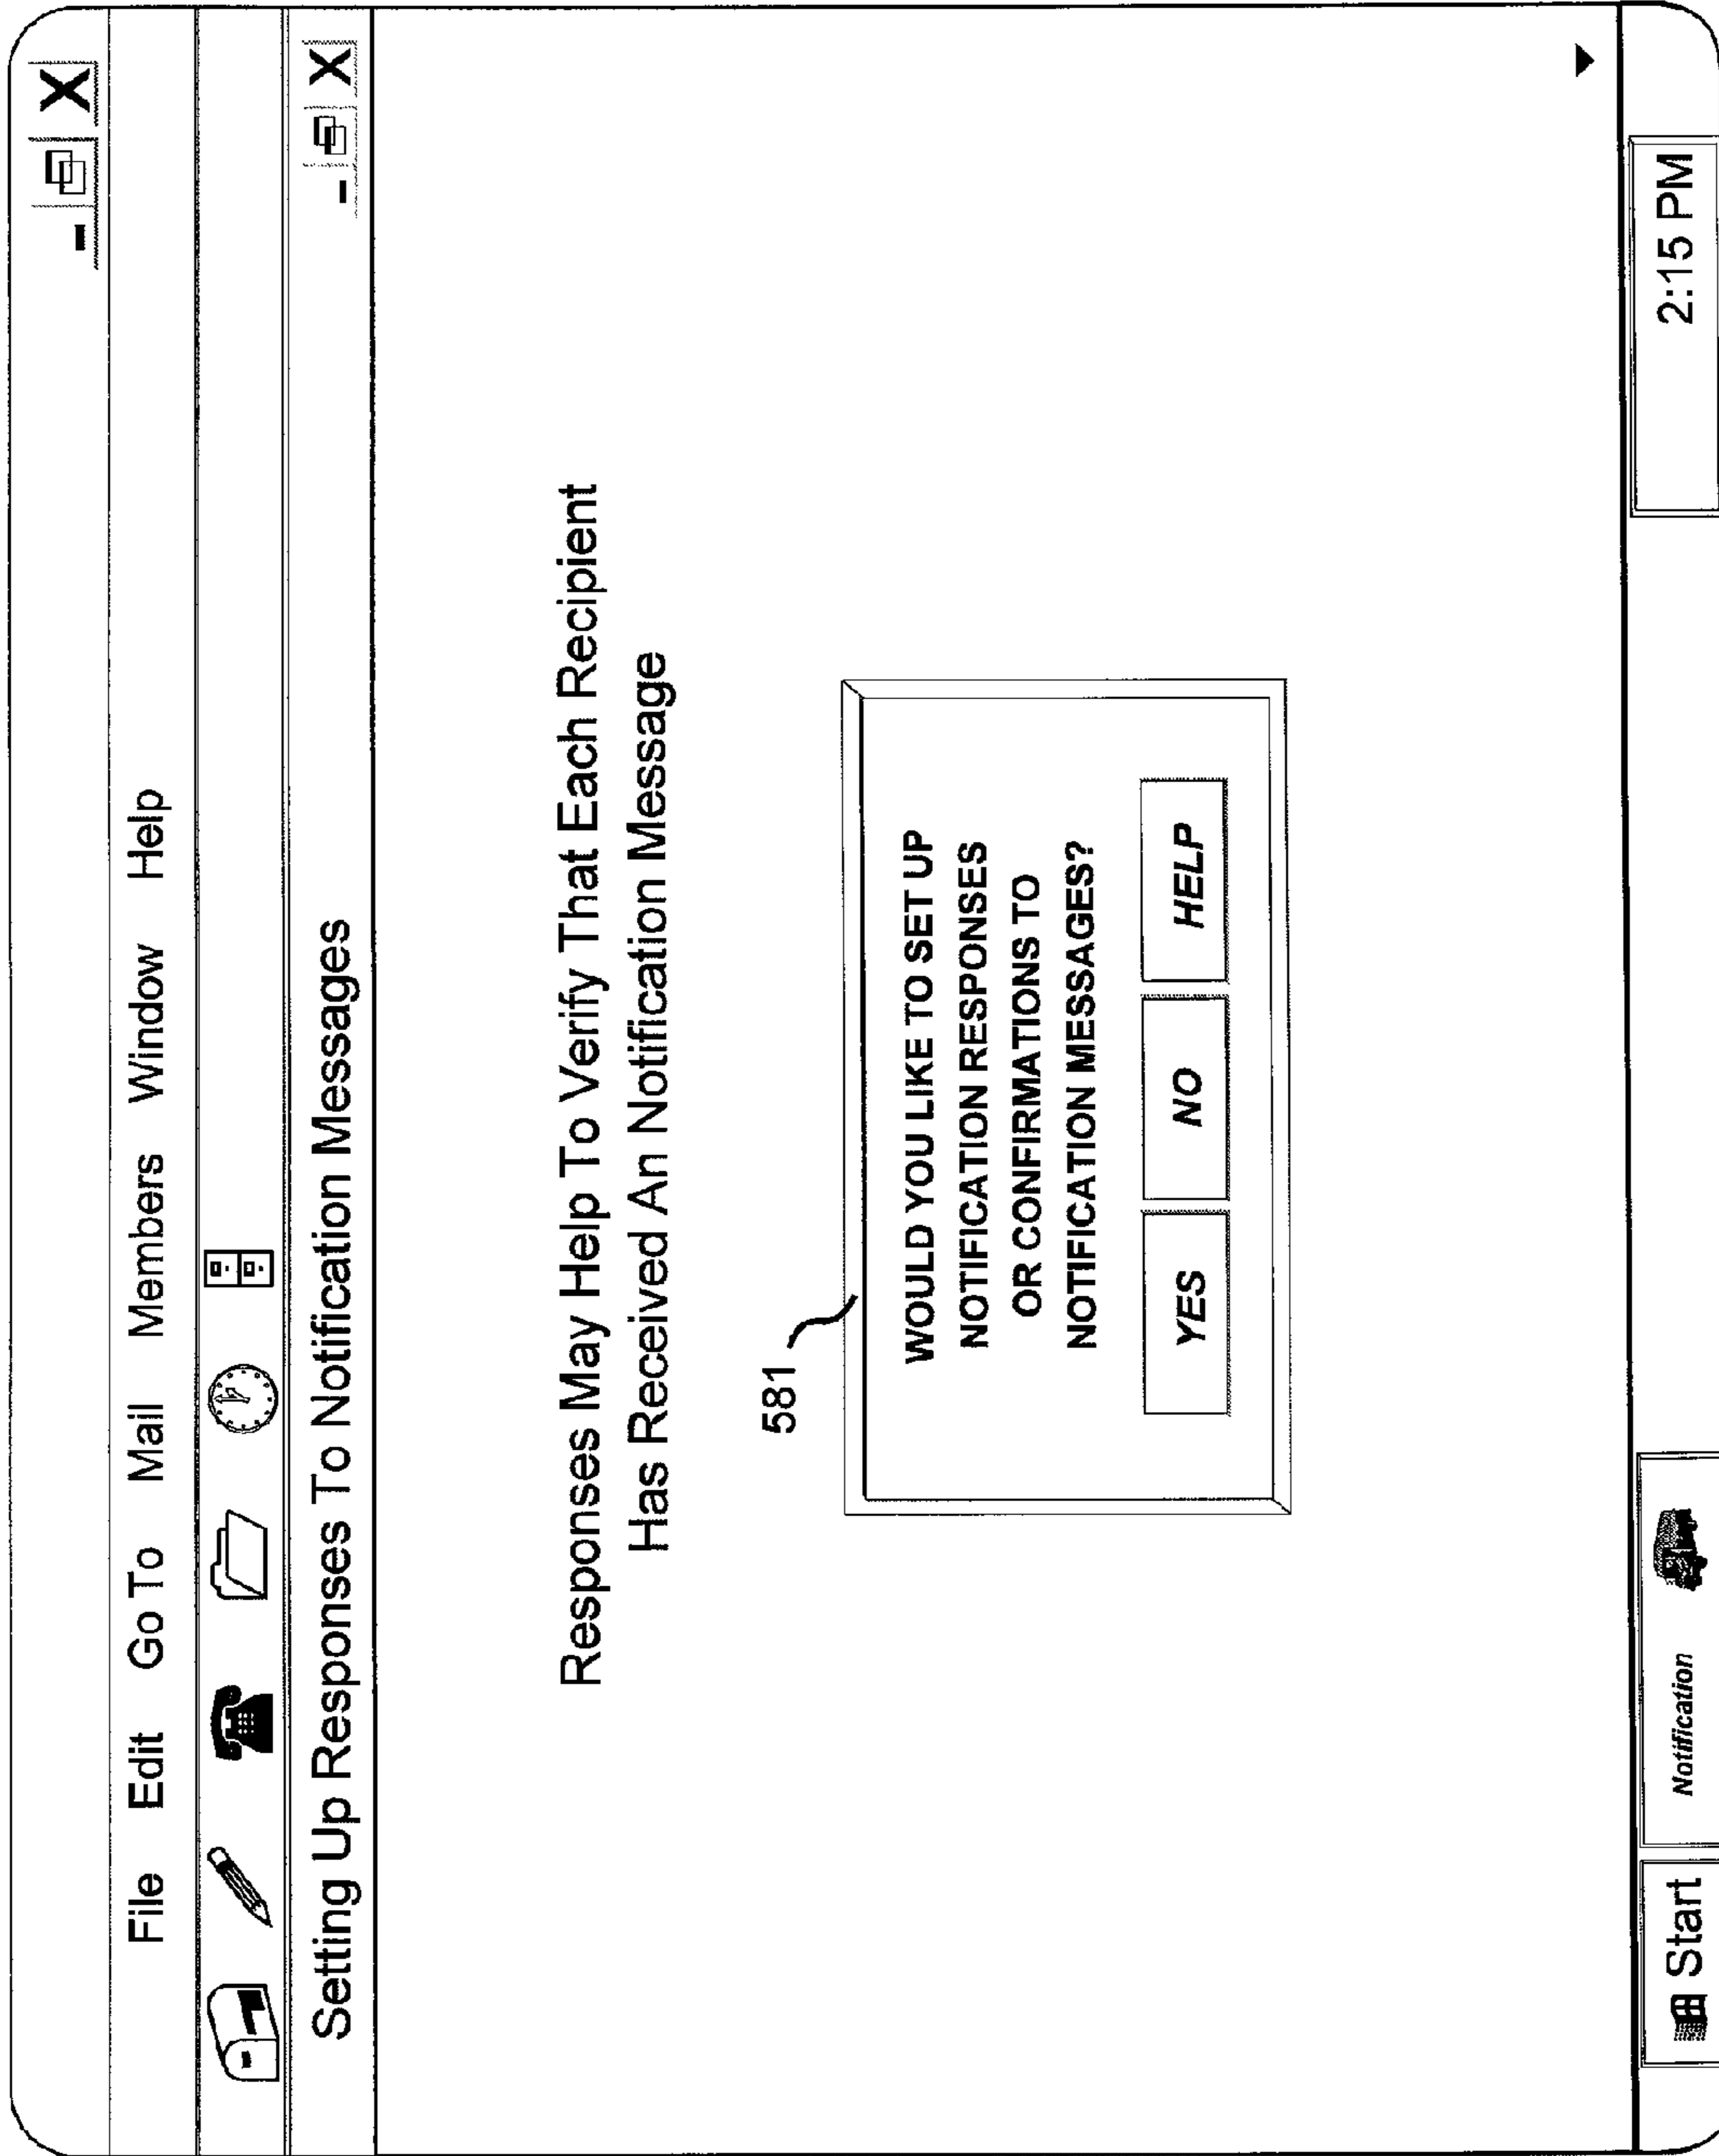 X
File Edit Go To Mail Members Window Help
Setting Up Responses To Notification Messages
X
Responses May Help To Verify That Each Recipient
Has Received An Notification Message
581
WOULD YOU LIKE TO SET UP
NOTIFICATION RESPONSES
OR CONFIRMATIONS TO
NOTIFICATION MESSAGES?
YES NO HELP
Start Notification 2:15 PM